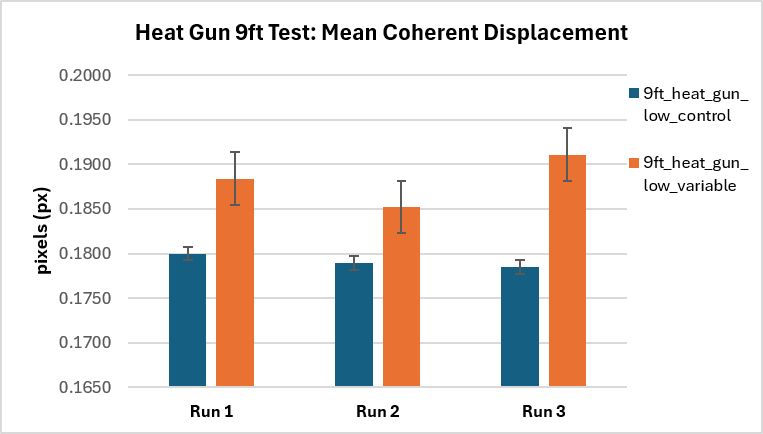 Heat Gun 9ft Test: Mean Coherent Displacement
pixels (px)
0.2000
0.1950
0.1900
0.1850
0.1800
0.1750
0.1700
0.1650
Run 1
Run 2
Run 3
9ft_heat_gun_
low_control
9ft_heat_gun_
low_variable